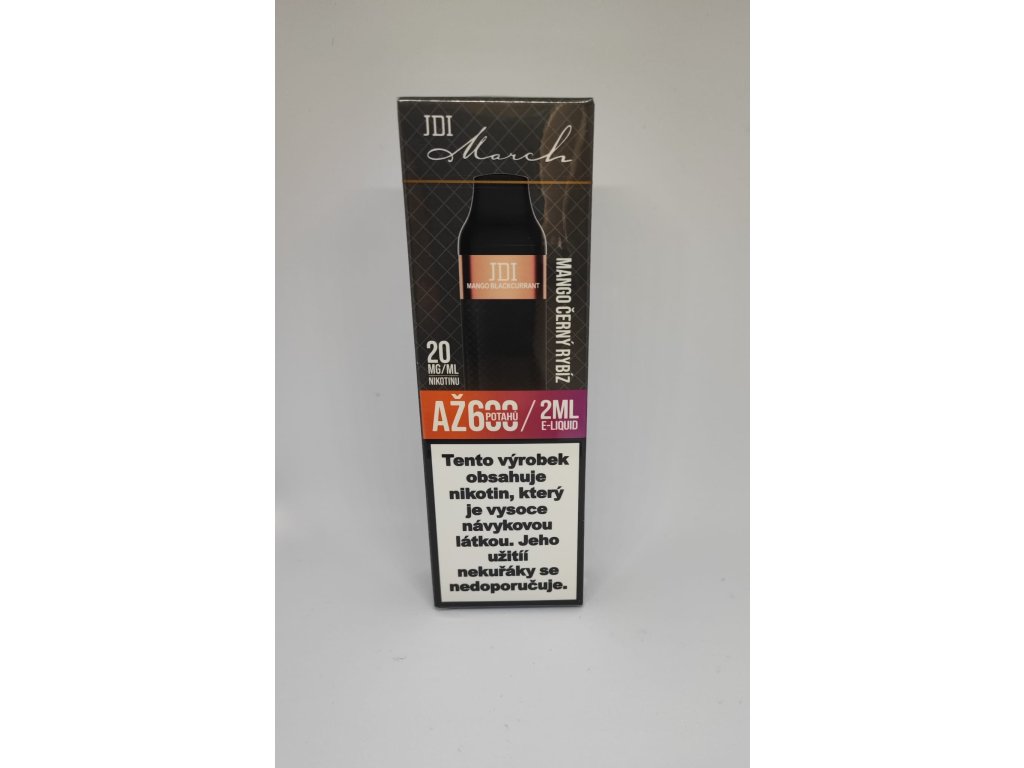 JDI
March
JDI
MANGO BLACKCURRANT
MANGO ČERNÝ RYBÍZ
20
MG/ML
NIKOTINU
AŽ600 POTAHŮ / 2ML
E-LIQUID
Tento výrobek
obsahuje
nikotin, který
je vysoce
návykovou
látkou. Jeho
užitíí
nekuřáky se
nedoporučuje.